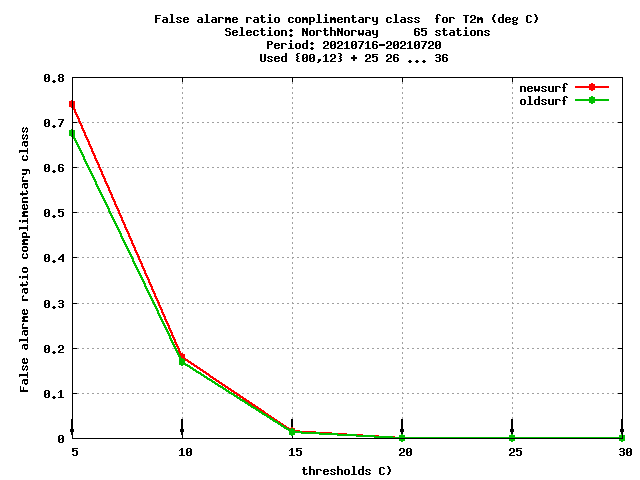 False alarme ratio complimentary class  for T2m (deg C)
Selection: NorthNorway     65 stations
Period: 20210716-20210720
Used {00,12} + 25 26 ... 36
newsurf
oldsurf
False alarme ratio complimentary class
0.8
0.7
0.6
0.5
0.4
0.3
0.2
0.1
0
5 10 15 20 25 30
thresholds C)